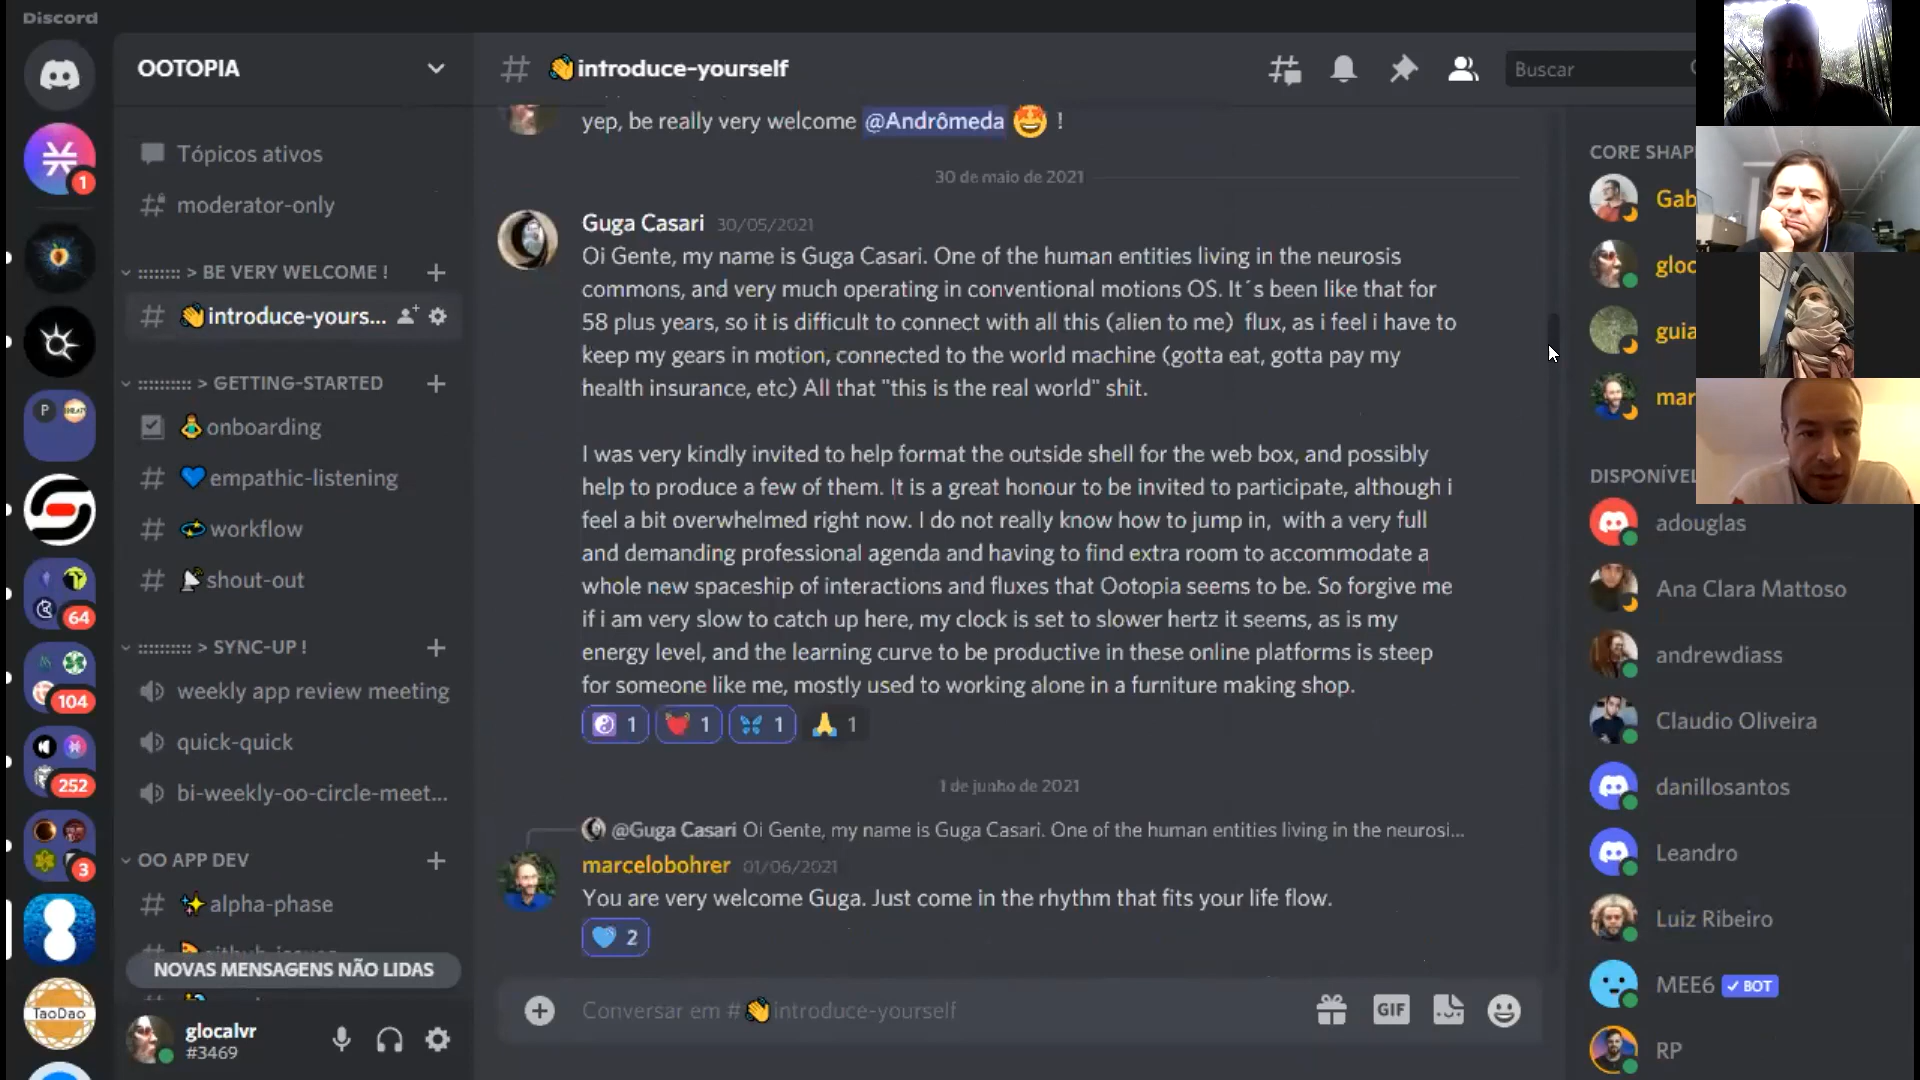 Discord
OOTOPIA
Tópicos ativos
moderator-only
:::::::: > BE VERY WELCOME !
introduce-yours...
:::::::::: > GETTING-STARTED
onboarding
empathic-listening
workflow
shout-out
:::::::::: > SYNC-UP !
weekly app review meeting
quick-quick
bi-weekly-oo-circle-meet...
OO APP DEV
alpha-phase
NOVAS MENSAGENS NÃO LIDAS
glocalvr
#3469
1
P
64
104
252
3
TaoDao
# introduce-yourself
Buscar
yep, be really very welcome @Andrômeda !
30 de maio de 2021
Guga Casari 30/05/2021
Oi Gente, my name is Guga Casari. One of the human entities living in the neurosis
commons, and very much operating in conventional motions OS. It´s been like that for
58 plus years, so it is difficult to connect with all this (alien to me) flux, as i feel i have to
keep my gears in motion, connected to the world machine (gotta eat, gotta pay my
health insurance, etc) All that "this is the real world" shit.
I was very kindly invited to help format the outside shell for the web box, and possibly
help to produce a few of them. It is a great honour to be invited to participate, although i
feel a bit overwhelmed right now. I do not really know how to jump in, with a very full
and demanding professional agenda and having to find extra room to accommodate a
whole new spaceship of interactions and fluxes that Ootopia seems to be. So forgive me
if i am very slow to catch up here, my clock is set to slower hertz it seems, as is my
energy level, and the learning curve to be productive in these online platforms is steep
for someone like me, mostly used to working alone in a furniture making shop.
1 1 1 1
1 de junho de 2021
@Guga Casari Oi Gente, my name is Guga Casari. One of the human entities living in the neurosi...
marcelobohrer 01/06/2021
You are very welcome Guga. Just come in the rhythm that fits your life flow.
2
Conversar em # introduce-yourself
GIF
CORE SHAP
Gab
gloc
guia
mar
DISPONÍVEL
adouglas
Ana Clara Mattoso
andrewdiass
Claudio Oliveira
danillosantos
Leandro
Luiz Ribeiro
MEE6 BOT
RP